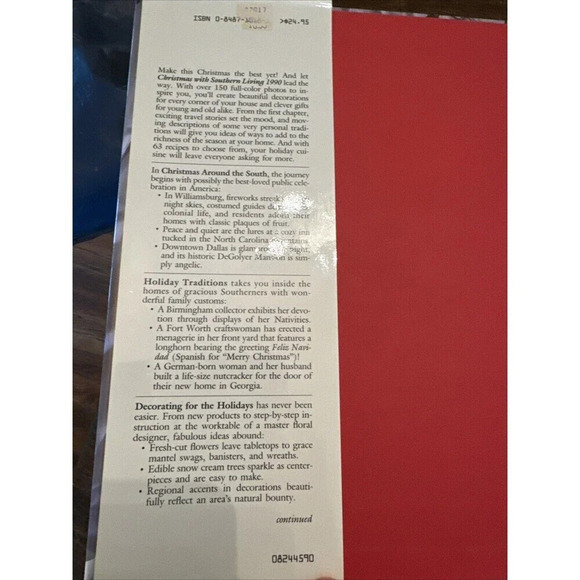 ISBN 0-8487- >$24.95
Make this Christmas the best yet! And let
Christmas with Southern Living 1990 lead the
way. With over 150 full-color photos to in-
spire you, you'll create beautiful decorations
for every corner of your house and clever gifts
for young and old alike. From the first chapter,
exciting travel stories set the mood, and mov-
ing descriptions of some very personal tradi-
tions will give you ideas of ways to add to the
richness of the season at your home. And with
63 recipes to choose from, your holiday cui-
sine will leave everyone asking for more.
In Christmas Around the South, the journey
begins with possibly the best-loved public cele-
bration in America:
• In Williamsburg, fireworks streak
night skies, costumed guides
colonial life, and residents adorn their
homes with classic plaques of fruit.
• Peace and quiet are the lures at a cozy inn
tucked in the North Carolina mountains.
• Downtown Dallas is night;
and its historic DeGolyer Mansion is sim-
ply angelic.
Holiday Traditions takes you inside the
homes of gracious Southerners with won-
derful family customs:
• A Birmingham collector exhibits her devo-
tion through displays of her Nativities.
• A Fort Worth craftswoman has erected a
menagerie in her front yard that features a
longhorn bearing the greeting Feliz Navi-
dad (Spanish for "Merry Christmas")!
• A German-born woman and her husband
built a life-size nutcracker for the door of
their new home in Georgia.
Decorating for the Holidays has never been
easier. From new products to step-by-step in-
struction at the worktable of a master floral
designer, fabulous ideas abound:
• Fresh-cut flowers leave tabletops to grace
mantel swags, banisters, and wreaths.
• Edible snow cream trees sparkle as center-
pieces and are easy to make.
• Regional accents in decorations beauti-
fully reflect an area's natural bounty.
continued
08244590